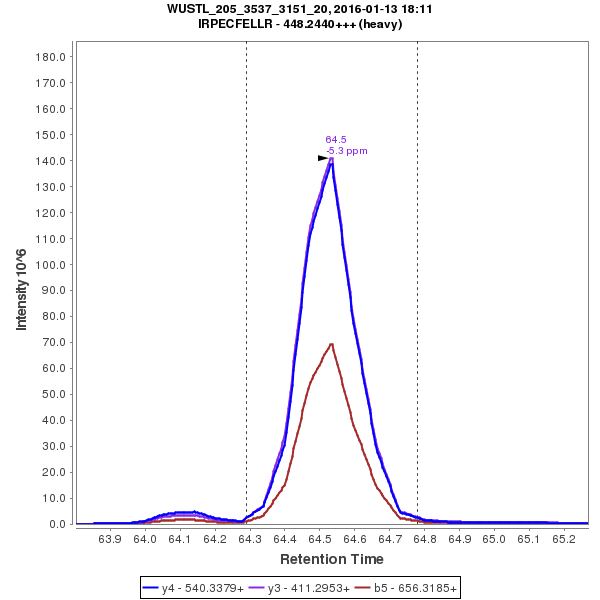 WUSTL_205_3537_3151_20, 2016-01-13 18:11
IRPECFELLR - 448.2440+++ (heavy)
180.0
170.0
160.0
150.0
140.0
130.0
120.0
110.0
100.0
90.0
80.0
70.0
60.0
50.0
40.0
30.0
20.0
10.0
0.0
Intensity 10^6
64.5
-5.3 ppm
63.9 64.0 64.1 64.2 64.3 64.4 64.5 64.6 64.7 64.8 64.9 65.0 65.1 65.2
Retention Time
y4 - 540.3379+ y3 - 411.2953+ b5 - 656.3185+